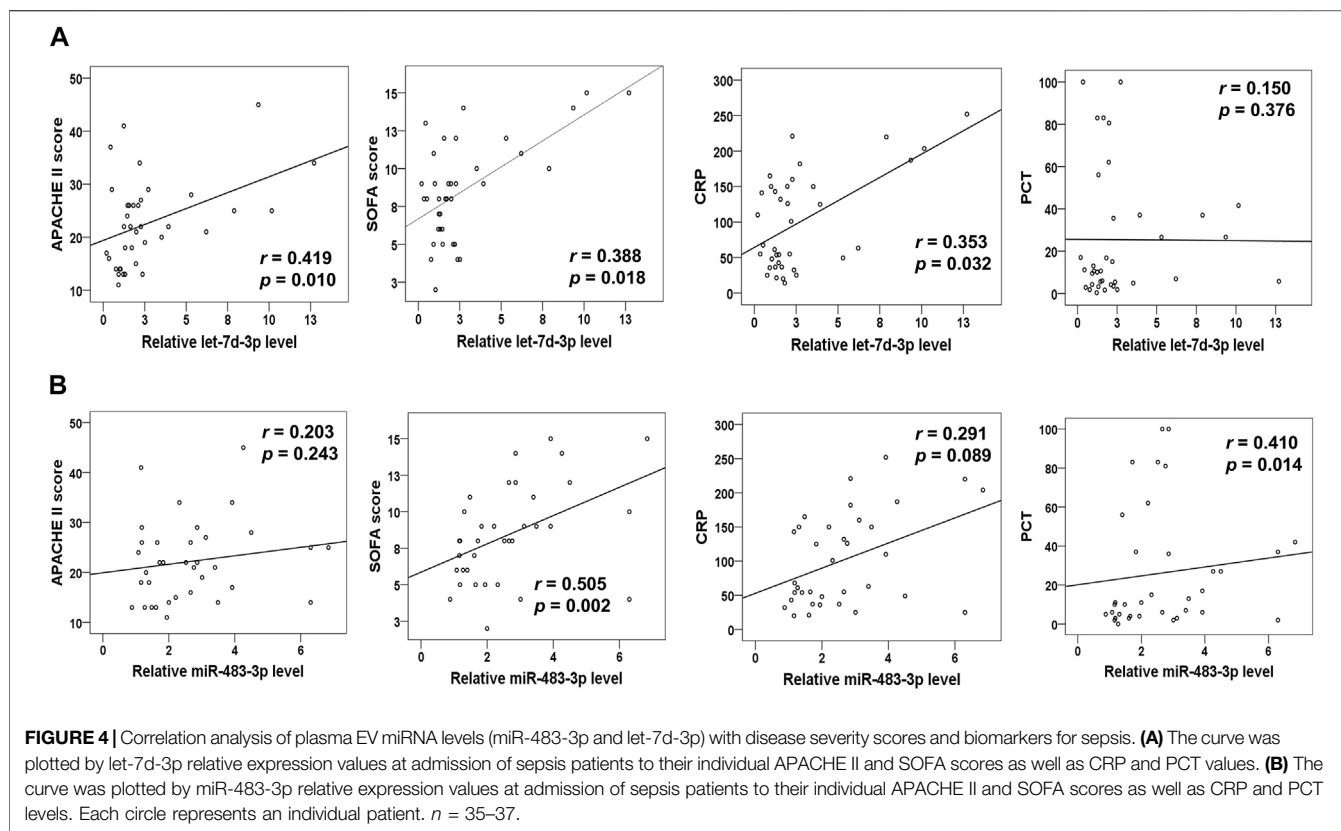 A
APACHE II score
50
40
30
20
10
0
3
5
8
10
13
Relative let-7d-3p level
r = 0.419
p = 0.010
SOFA score
15
13
10
8
5
3
0
3
5
8
10
13
Relative let-7d-3p level
r = 0.388
p = 0.018
CRP
300
250
200
150
100
50
0
0
3
5
8
10
13
Relative let-7d-3p level
r = 0.353
p = 0.032
PCT
100
80
60
40
20
0
0
3
5
8
10
13
Relative let-7d-3p level
r = 0.150
p = 0.376
B
APACHE II score
50
40
30
20
10
0
2
4
6
Relative miR-483-3p level
r = 0.203
p = 0.243
SOFA score
15
13
10
8
5
3
0
2
4
6
Relative miR-483-3p level
r = 0.505
p = 0.002
CRP
300
250
200
150
100
50
0
0
2
4
6
Relative miR-483-3p level
r = 0.291
p = 0.089
PCT
100
80
60
40
20
0
0
2
4
6
Relative miR-483-3p level
r = 0.410
p = 0.014
FIGURE 4 | Correlation analysis of plasma EV miRNA levels (miR-483-3p and let-7d-3p) with disease severity scores and biomarkers for sepsis. (A) The curve was
plotted by let-7d-3p relative expression values at admission of sepsis patients to their individual APACHE II and SOFA scores as well as CRP and PCT values. (B) The
curve was plotted by miR-483-3p relative expression values at admission of sepsis patients to their individual APACHE II and SOFA scores as well as CRP and PCT
levels. Each circle represents an individual patient. n = 35–37.